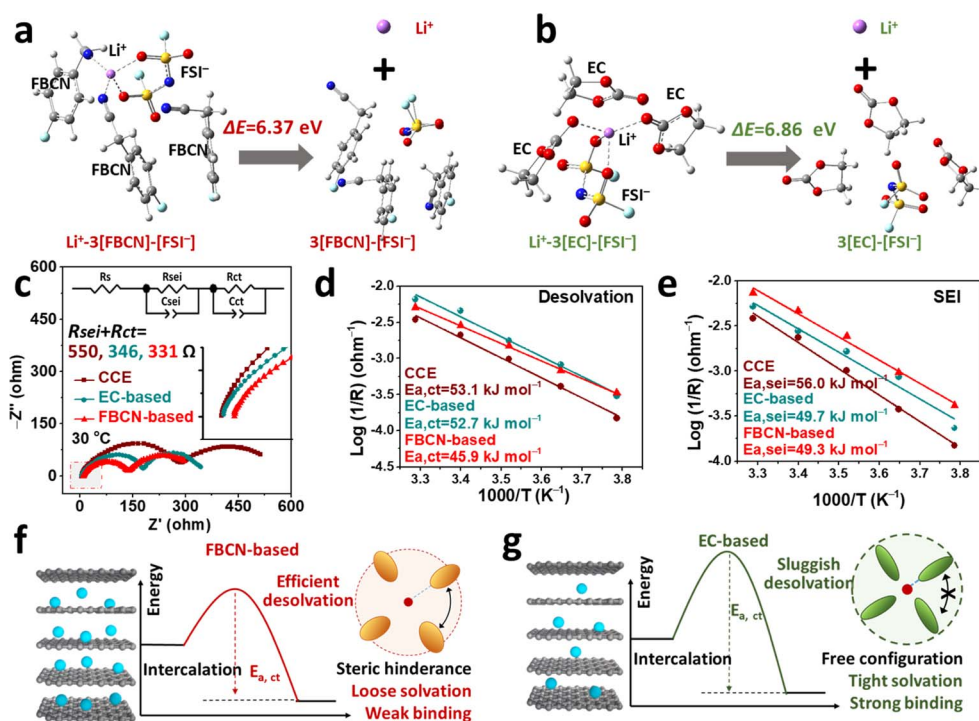 a
Li⁺
FBCN
FSI⁻
FBCN
FBCN
ΔE=6.37 eV
Li⁺
+
Li⁺-3[FBCN]-[FSI⁻]
3[FBCN]-[FSI⁻]
b
EC
EC
EC
Li⁺
FSI⁻
ΔE=6.86 eV
Li⁺
+
Li⁺-3[EC]-[FSI⁻]
3[EC]-[FSI⁻]
c
Rs
Rsei
Rct
Csei
Cct
Rsei+Rct=
550, 346, 331 Ω
CCE
EC-based
FBCN-based
30 °C
600
500
400
300
200
100
0
-Z'' (ohm)
0 150 300 450 600
Z' (ohm)
d
Desolvation
CCE
Ea,ct=53.1 kJ mol⁻¹
EC-based
Ea,ct=52.7 kJ mol⁻¹
FBCN-based
Ea,ct=45.9 kJ mol⁻¹
-2.0
-2.5
-3.0
-3.5
-4.0
-4.5
Log (1/R) (ohm⁻¹)
3.3 3.4 3.5 3.6 3.7 3.8
1000/T (K⁻¹)
e
SEI
CCE
Ea,sei=56.0 kJ mol⁻¹
EC-based
Ea,sei=49.7 kJ mol⁻¹
FBCN-based
Ea,sei=49.3 kJ mol⁻¹
-2.0
-2.5
-3.0
-3.5
-4.0
Log (1/R) (ohm⁻¹)
3.3 3.4 3.5 3.6 3.7 3.8
1000/T (K⁻¹)
f
FBCN-based
Energy
Efficient
desolvation
Intercalation
Ea, ct
Steric hinderance
Loose solvation
Weak binding
g
EC-based
Energy
Sluggish
desolvation
Ea, ct
X
Intercalation
Free configuration
Tight solvation
Strong binding